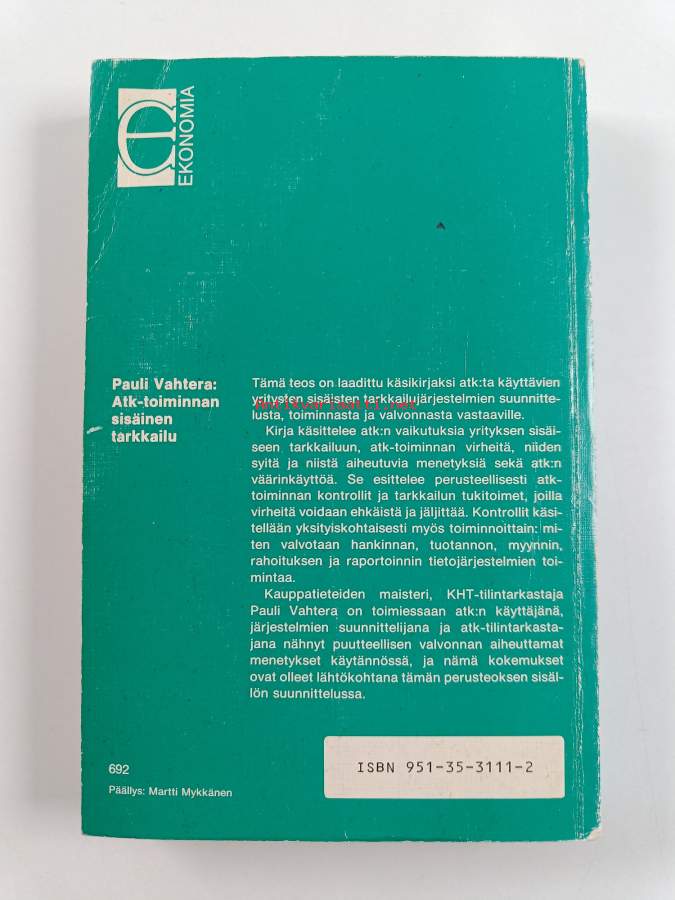 EKONOMIA
Pauli Vahtera:
Atk-toiminnan
sisäinen
tarkkailu
Tämä teos on laadittu käsikirjaksi atk:ta käyttävien
yritysten sisäisten tarkkailujärjestelmien suunnitte-
lusta, toiminnasta ja valvonnasta vastaaville.
Kirja käsittelee atk:n vaikutuksia yrityksen sisäi-
seen tarkkailuun, atk-toiminnan virheitä, niiden
syitä ja niistä aiheutuvia menetyksiä sekä atk:n
väärinkäyttöä. Se esittelee perusteellisesti atk-
toiminnan kontrollit ja tarkkailun tukitoimet, joilla
virheitä voidaan ehkäistä ja jäljittää. Kontrollit käsi-
tellään yksityiskohtaisesti myös toiminnoittain: mi-
ten valvotaan hankinnan, tuotannon, myynnin,
rahoituksen ja raportoinnin tietojärjestelmien toi-
mintaa.
Kauppatieteiden maisteri, KHT-tilintarkastaja
Pauli Vahtera on toimiessaan atk:n käyttäjänä,
järjestelmien suunnittelijana ja atk-tilintarkasta-
jana nähnyt puutteellisen valvonnan aiheuttamat
menetykset käytännössä, ja nämä kokemukset
ovat olleet lähtökohtana tämän perusteoksen sisäl-
lön suunnittelussa.
Antikvariaatti.net
ISBN 951-35-3111-2
692
Päällys: Martti Mykkänen